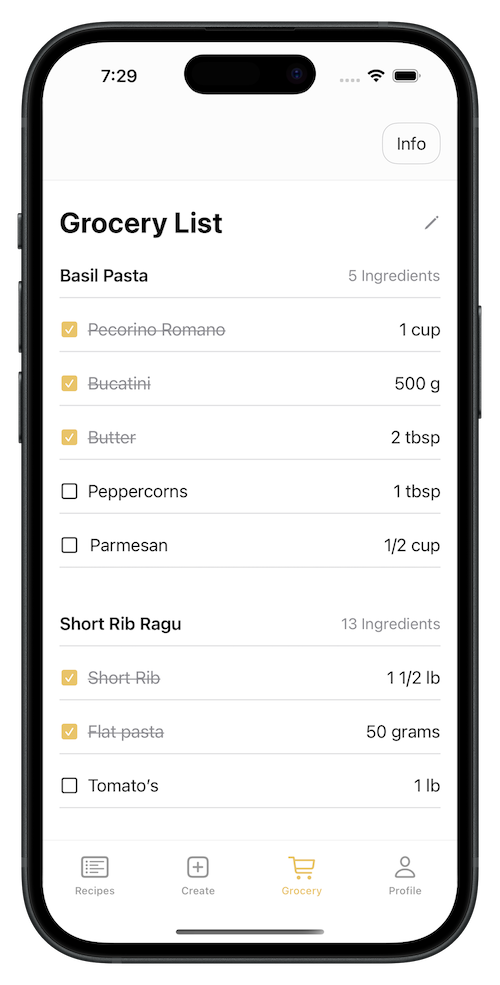 7:29
Info
Grocery List
Basil Pasta 5 Ingredients
Pecorino Romano 1 cup
Bucatini 500 g
Butter 2 tbsp
Peppercorns 1 tbsp
Parmesan 1/2 cup
Short Rib Ragu 13 Ingredients
Short Rib 1 1/2 lb
Flat pasta 50 grams
Tomato’s 1 lb
Recipes Create Grocery Profile